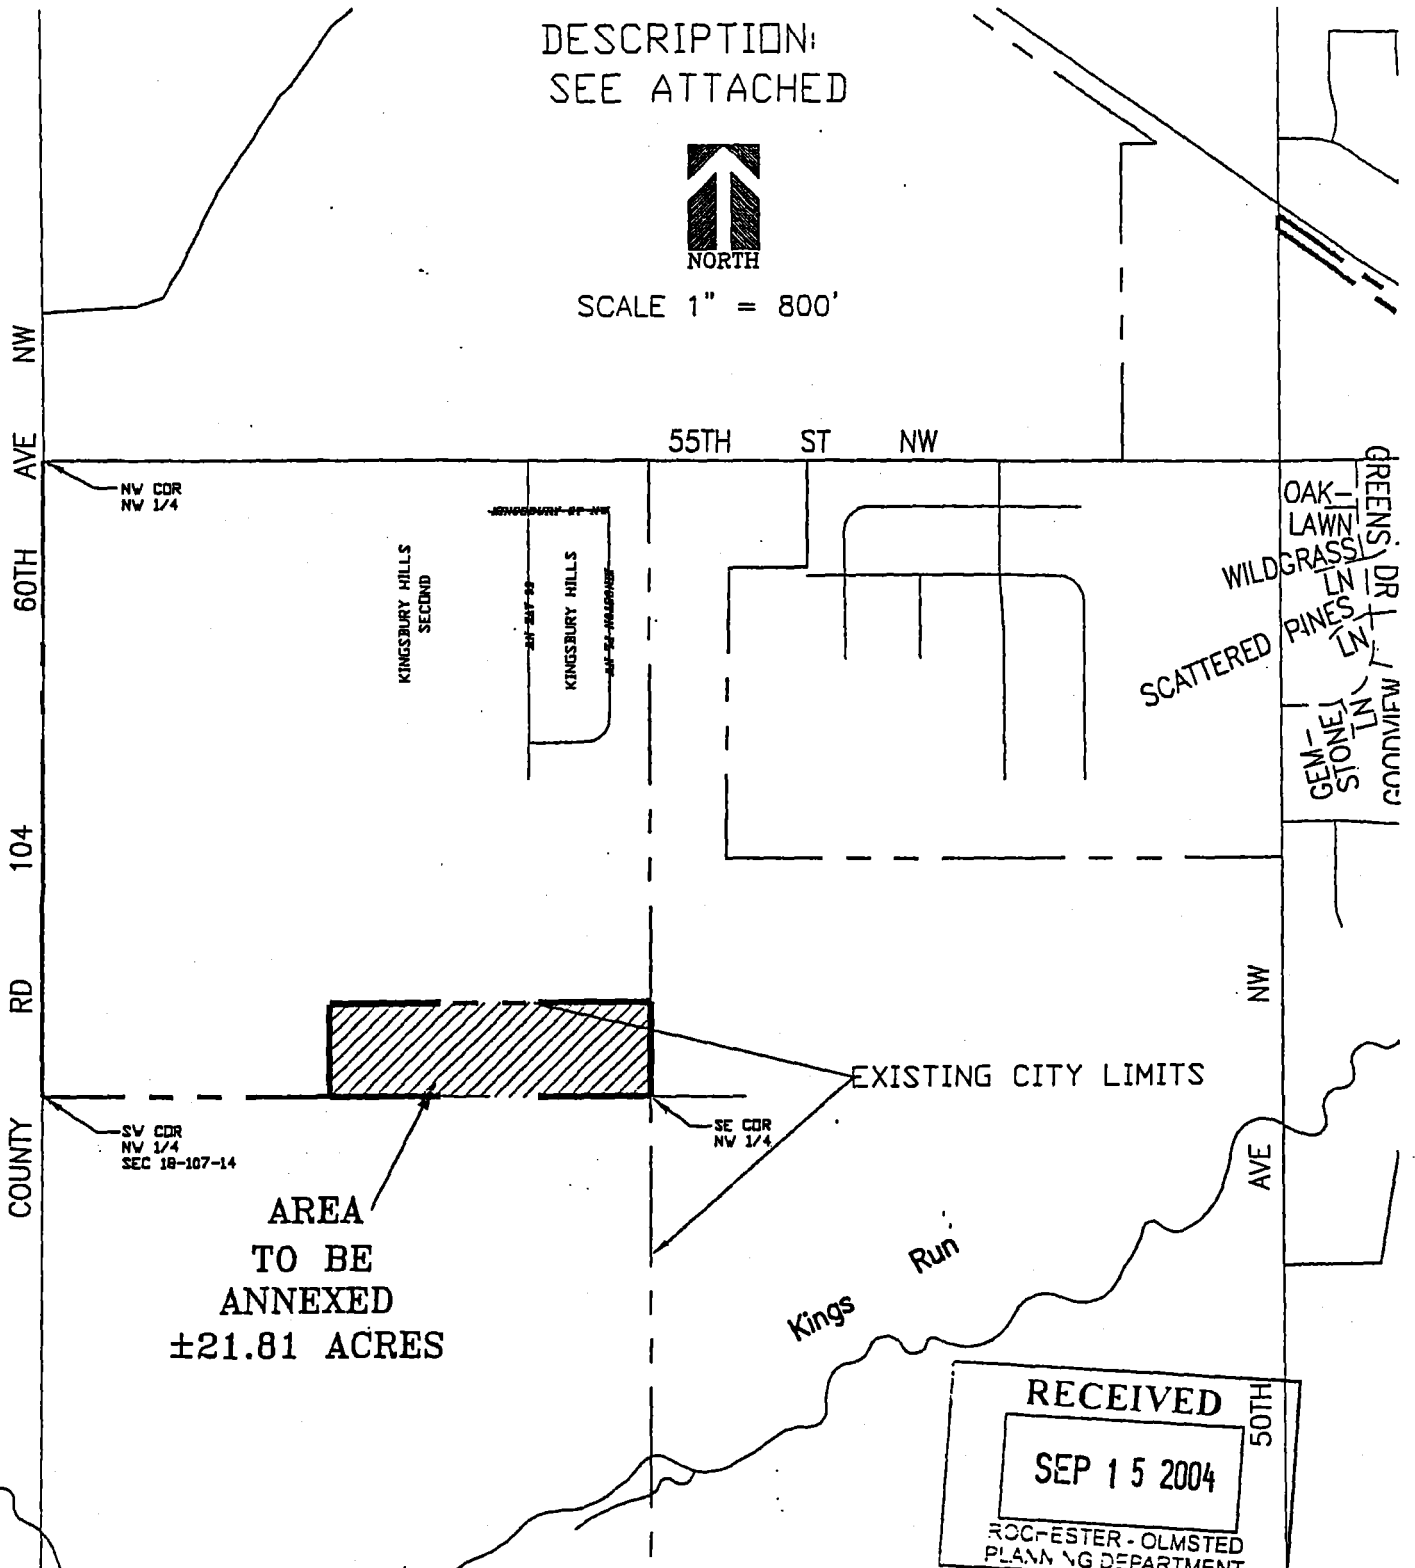 DESCRIPTION:
SEE ATTACHED
NORTH
SCALE 1" = 800'
55TH ST NW
COUNTY RD 104 60TH AVE NW
NW COR
NW 1/4
KINGSBURY HILLS
SECOND
KINGSBURY HILLS
OAK-
LAWN
GREENS DR
WILDGRASS
LN
SCATTERED PINES
LN
GEM-
STONE
LN
EXISTING CITY LIMITS
SW COR
NW 1/4
SEC 18-107-14
SE COR
NW 1/4
AREA
TO BE
ANNEXED
±21.81 ACRES
Kings Run
50TH AVE NW
RECEIVED
SEP 15 2004
ROCHESTER - OLMSTED
PLANNING DEPARTMENT